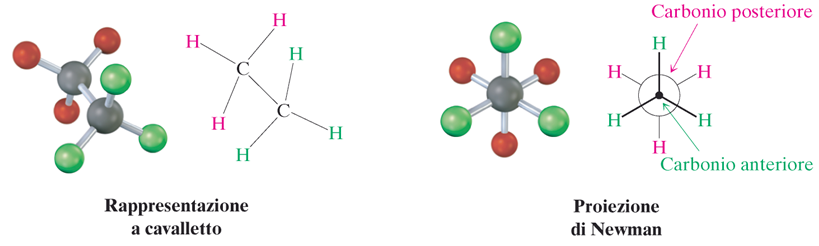 Carbonio posteriore
H
H
H
C
C
H
H
H
H
H
H
H
H
H
Carbonio anteriore
Rappresentazione
a cavalletto
Proiezione
di Newman